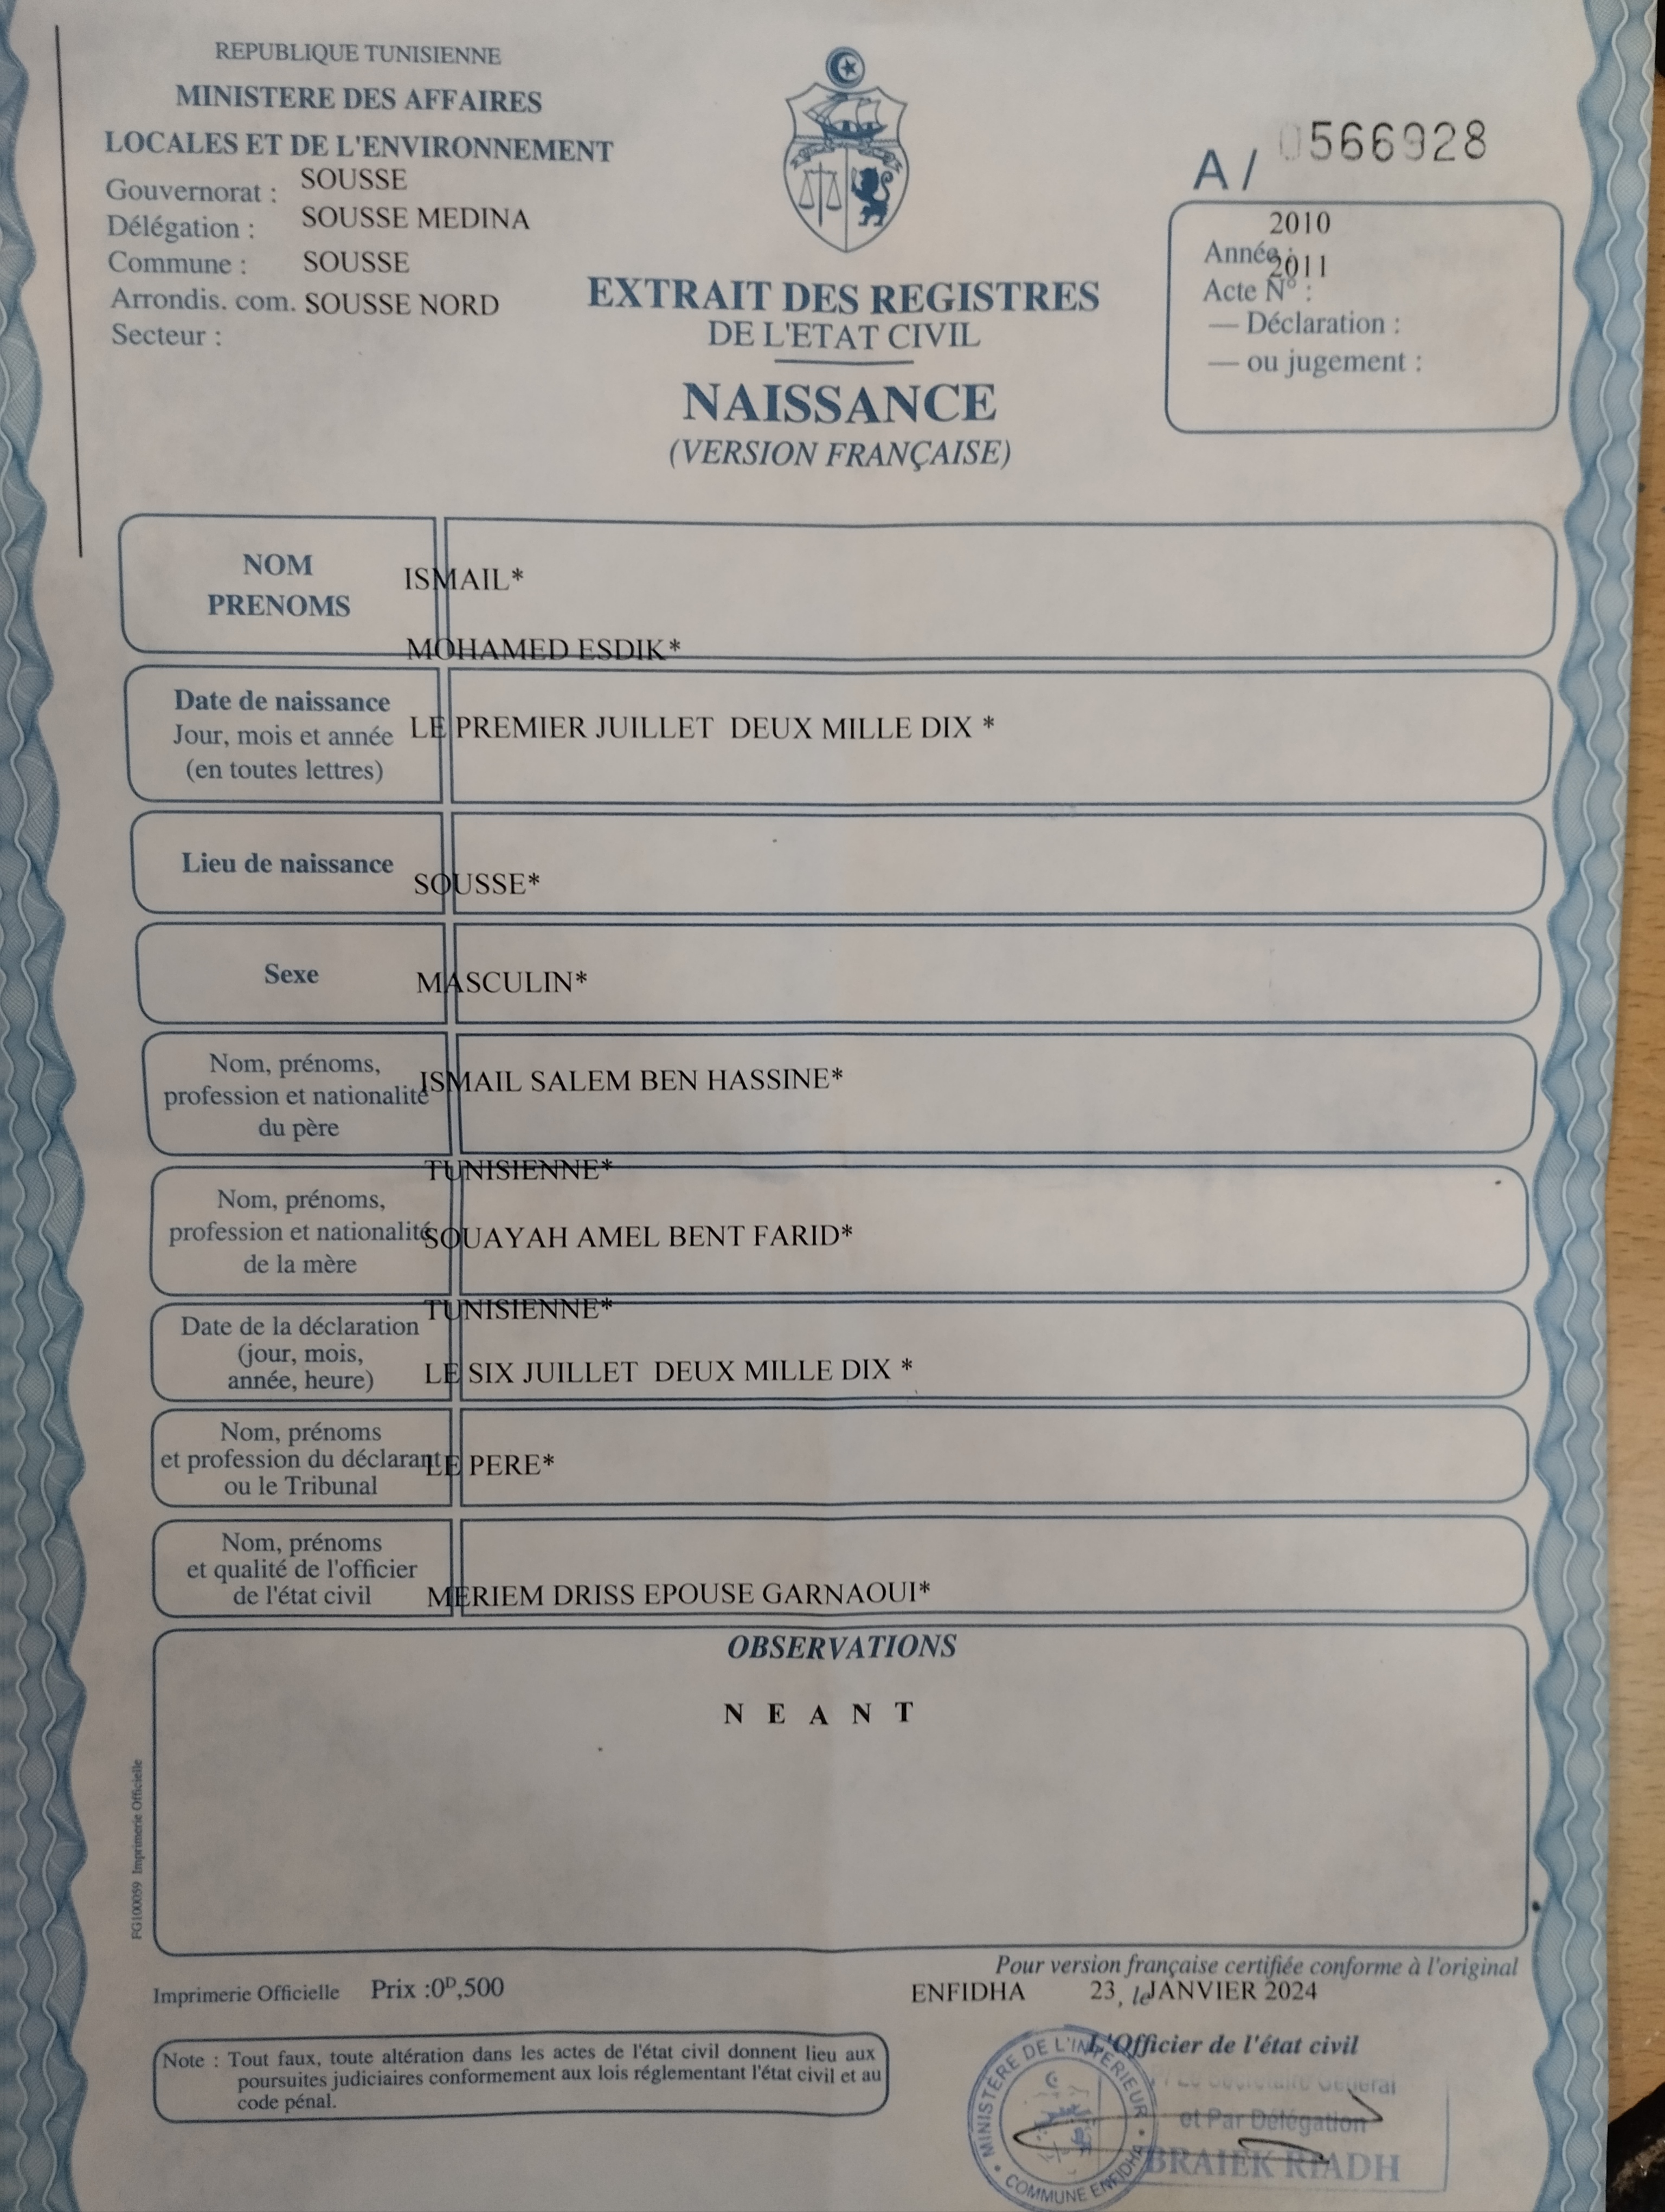 REPUBLIQUE TUNISIENNE
MINISTERE DES AFFAIRES
LOCALES ET DE L'ENVIRONNEMENT
Gouvernorat : SOUSSE
Délégation : SOUSSE MEDINA
Commune : SOUSSE
Arrondis. com. SOUSSE NORD
Secteur :
A / 0566928
2010
Année :
2011
Acte N° :
— Déclaration :
— ou jugement :
EXTRAIT DES REGISTRES
DE L'ETAT CIVIL
NAISSANCE
(VERSION FRANÇAISE)
NOM
PRENOMS
ISMAIL*
MOHAMED ESDIK*
Date de naissance
Jour, mois et année
(en toutes lettres)
LE PREMIER JUILLET DEUX MILLE DIX *
Lieu de naissance
SOUSSE*
Sexe
MASCULIN*
Nom, prénoms,
profession et nationalité
du père
ISMAIL SALEM BEN HASSINE*
TUNISIENNE*
Nom, prénoms,
profession et nationalité
de la mère
SOUAYAH AMEL BENT FARID*
TUNISIENNE*
Date de la déclaration
(jour, mois,
année, heure)
LE SIX JUILLET DEUX MILLE DIX *
Nom, prénoms
et profession du déclarant
ou le Tribunal
LE PERE*
Nom, prénoms
et qualité de l'officier
de l'état civil
MERIEM DRISS EPOUSE GARNAOUI*
OBSERVATIONS
N E A N T
FG100059 Imprimerie Officielle
Imprimerie Officielle Prix :0ᴰ,500
Pour version française certifiée conforme à l'original
ENFIDHA 23, le JANVIER 2024
L'Officier de l'état civil
Note : Tout faux, toute altération dans les actes de l'état civil donnent lieu aux
poursuites judiciaires conformement aux lois réglementant l'état civil et au
code pénal.
MINISTÈRE DE L'INTERIEUR
COMMUNE ENFIDHA
Le Secrétaire Général
et Par Délégation
BRAIEK RIADH